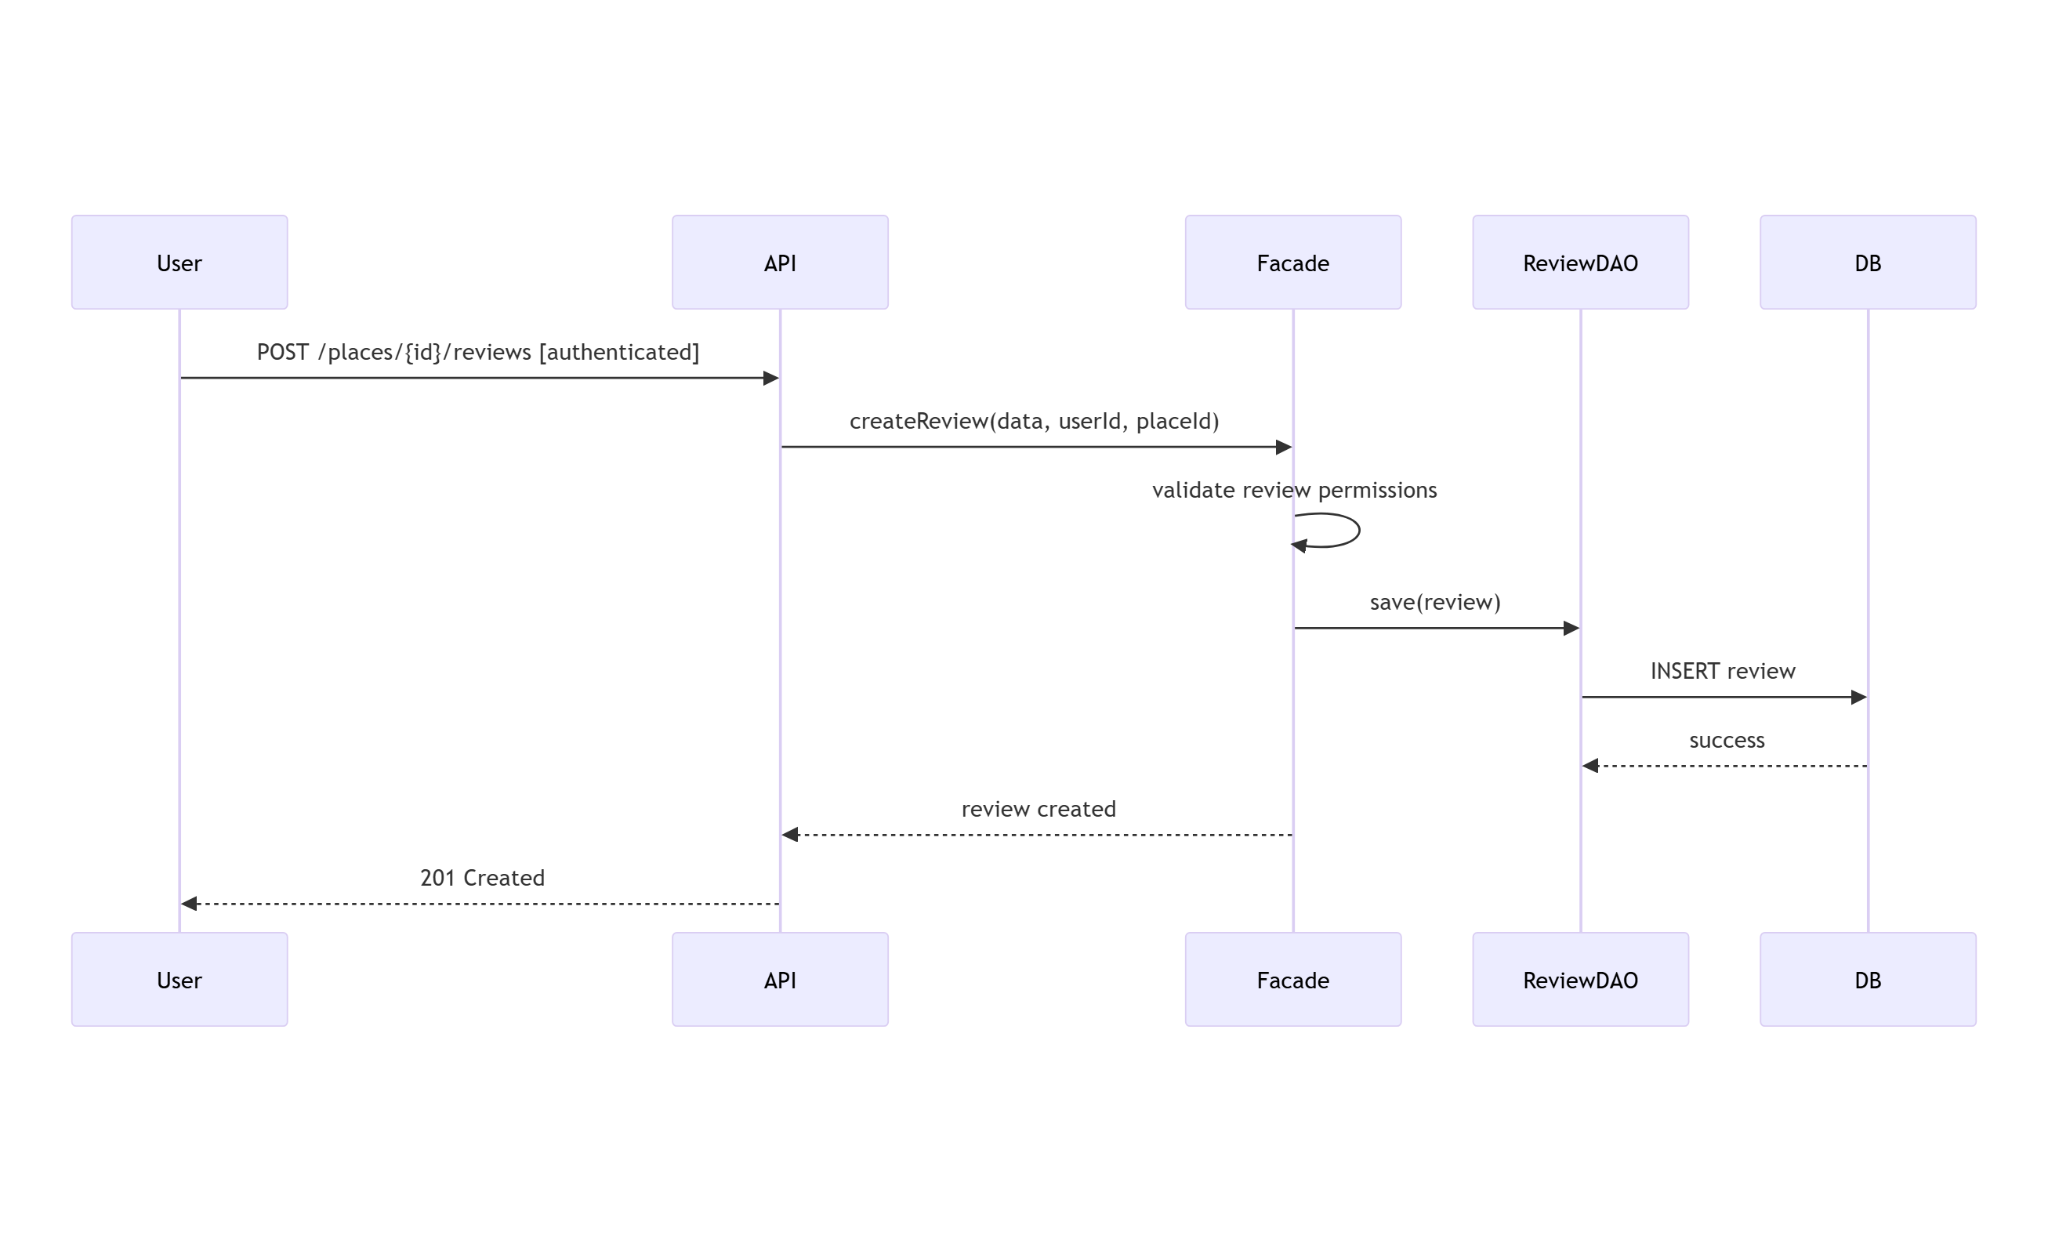 User
API
Facade
ReviewDAO
DB
POST /places/{id}/reviews [authenticated]
createReview(data, userId, placeId)
validate review permissions
save(review)
INSERT review
success
review created
201 Created
User
API
Facade
ReviewDAO
DB